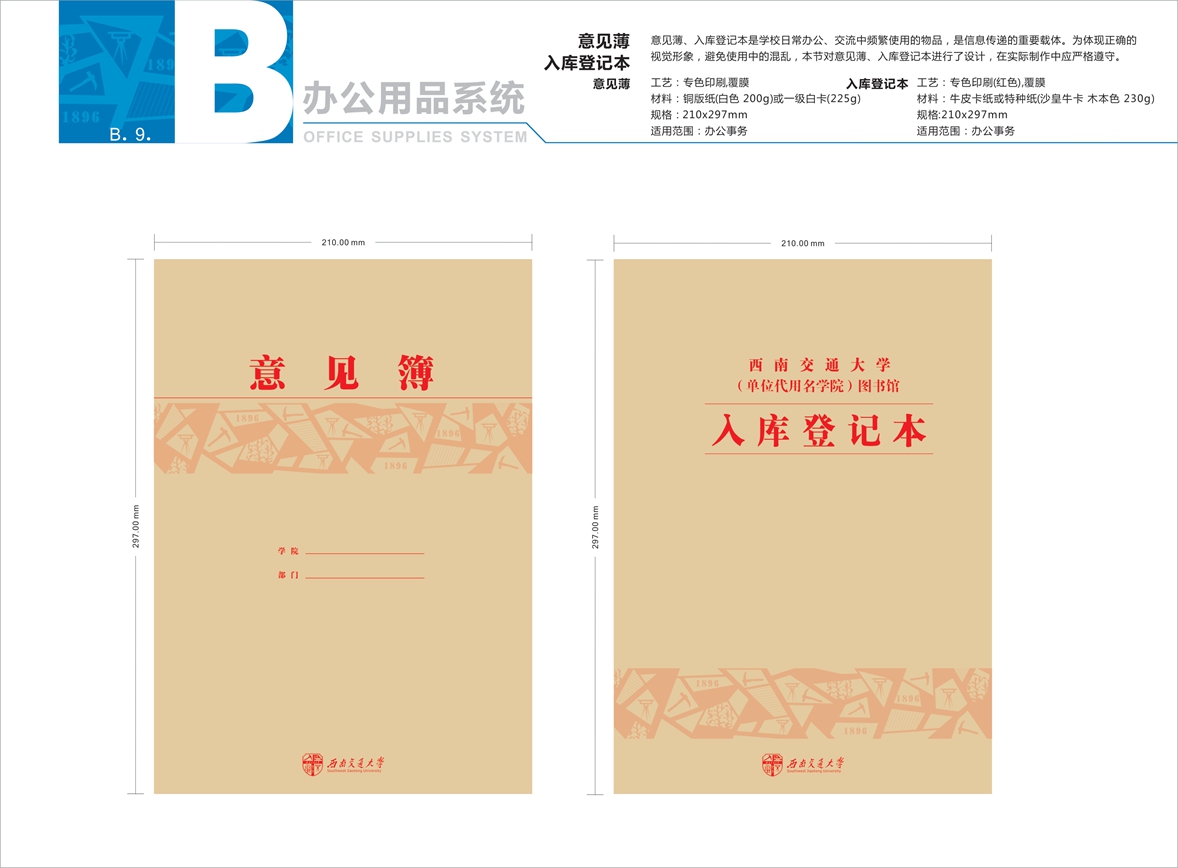 1896
1896
B. 9.
B
办公用品系统
OFFICE SUPPLIES SYSTEM
意见薄
入库登记本
意见薄、入库登记本是学校日常办公、交流中频繁使用的物品，是信息传递的重要载体。为体现正确的
视觉形象，避免使用中的混乱，本节对意见薄、入库登记本进行了设计，在实际制作中应严格遵守。
意见薄
工艺：专色印刷,覆膜
材料：铜版纸(白色 200g)或一级白卡(225g)
规格：210x297mm
适用范围：办公事务
入库登记本
工艺：专色印刷(红色),覆膜
材料：牛皮卡纸或特种纸(沙皇牛卡 木本色 230g)
规格:210x297mm
适用范围：办公事务
210.00 mm
297.00 mm
意见簿
1896
1896
1896
学院
部门
西南交通大学
Southwest Jiaotong University
210.00 mm
297.00 mm
西南交通大学
（单位代用名学院）图书馆
入库登记本
1896
1896
1896
西南交通大学
Southwest Jiaotong University